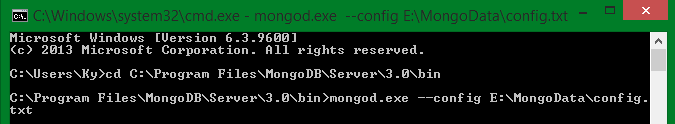 C:\Windows\system32\cmd.exe - mongod.exe --config E:\MongoData\config.txt
Microsoft Windows [Version 6.3.9600]
(c) 2013 Microsoft Corporation. All rights reserved.
C:\Users\Ky>cd C:\Program Files\MongoDB\Server\3.0\bin
C:\Program Files\MongoDB\Server\3.0\bin>mongod.exe --config E:\MongoData\config.
txt